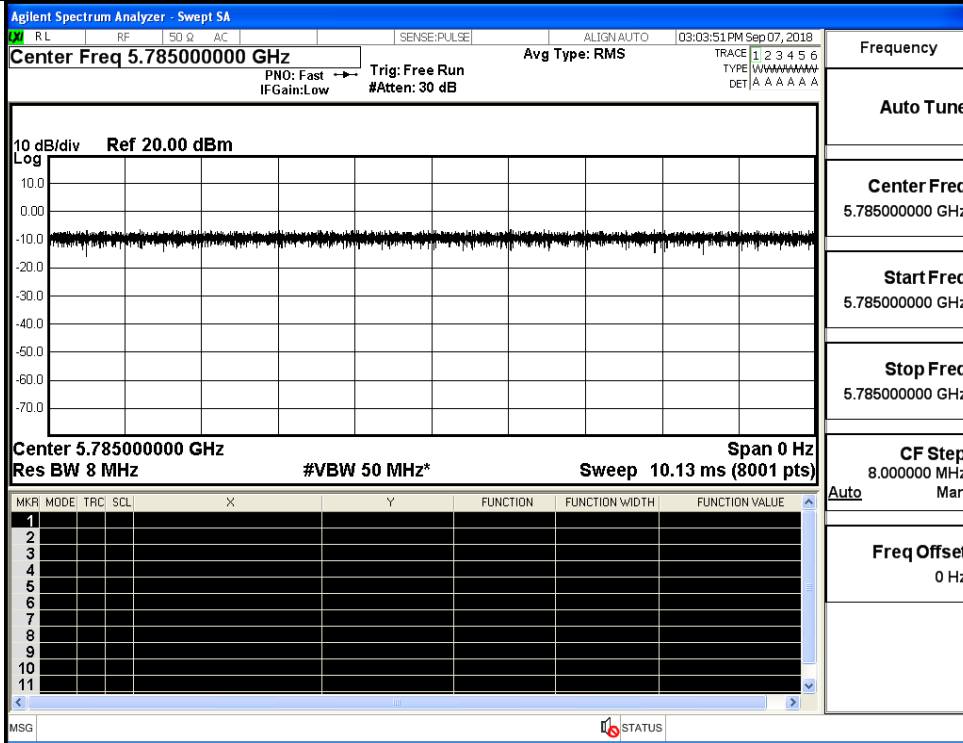 Agilent Spectrum Analyzer - Swept SA
LXI RL RF 50 Ω AC SENSE:PULSE ALIGN AUTO 03:03:51 PM Sep 07, 2018
Center Freq 5.785000000 GHz
Avg Type: RMS
TRACE 1 2 3 4 5 6
PNO: Fast
Trig: Free Run
TYPE WWWWWW
IFGain:Low
#Atten: 30 dB
DET A A A A A A
10 dB/div Ref 20.00 dBm
Log
10.0
0.00
-10.0
-20.0
-30.0
-40.0
-50.0
-60.0
-70.0
Center 5.785000000 GHz Span 0 Hz
Res BW 8 MHz #VBW 50 MHz* Sweep 10.13 ms (8001 pts)
MKR MODE TRC SCL X Y FUNCTION FUNCTION WIDTH FUNCTION VALUE
1
2
3
4
5
6
7
8
9
10
11
MSG STATUS
Frequency
Auto Tune
Center Freq
5.785000000 GHz
Start Freq
5.785000000 GHz
Stop Freq
5.785000000 GHz
CF Step
8.000000 MHz
Auto Man
Freq Offset
0 Hz